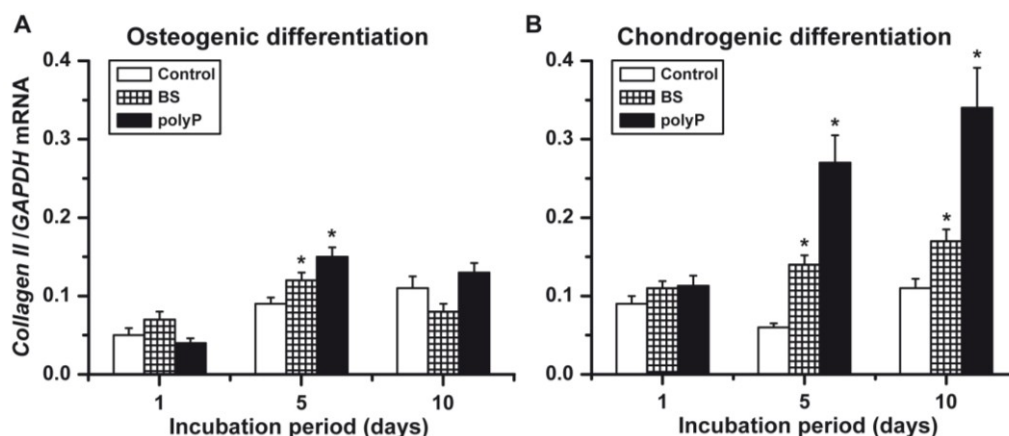 A
Osteogenic differentiation
Collagen II /GAPDH mRNA
0.4
0.3
0.2
0.1
0.0
Control
BS
polyP
*
*
1
5
10
Incubation period (days)
B
Chondrogenic differentiation
0.4
0.3
0.2
0.1
0.0
Control
BS
polyP
*
*
*
*
1
5
10
Incubation period (days)